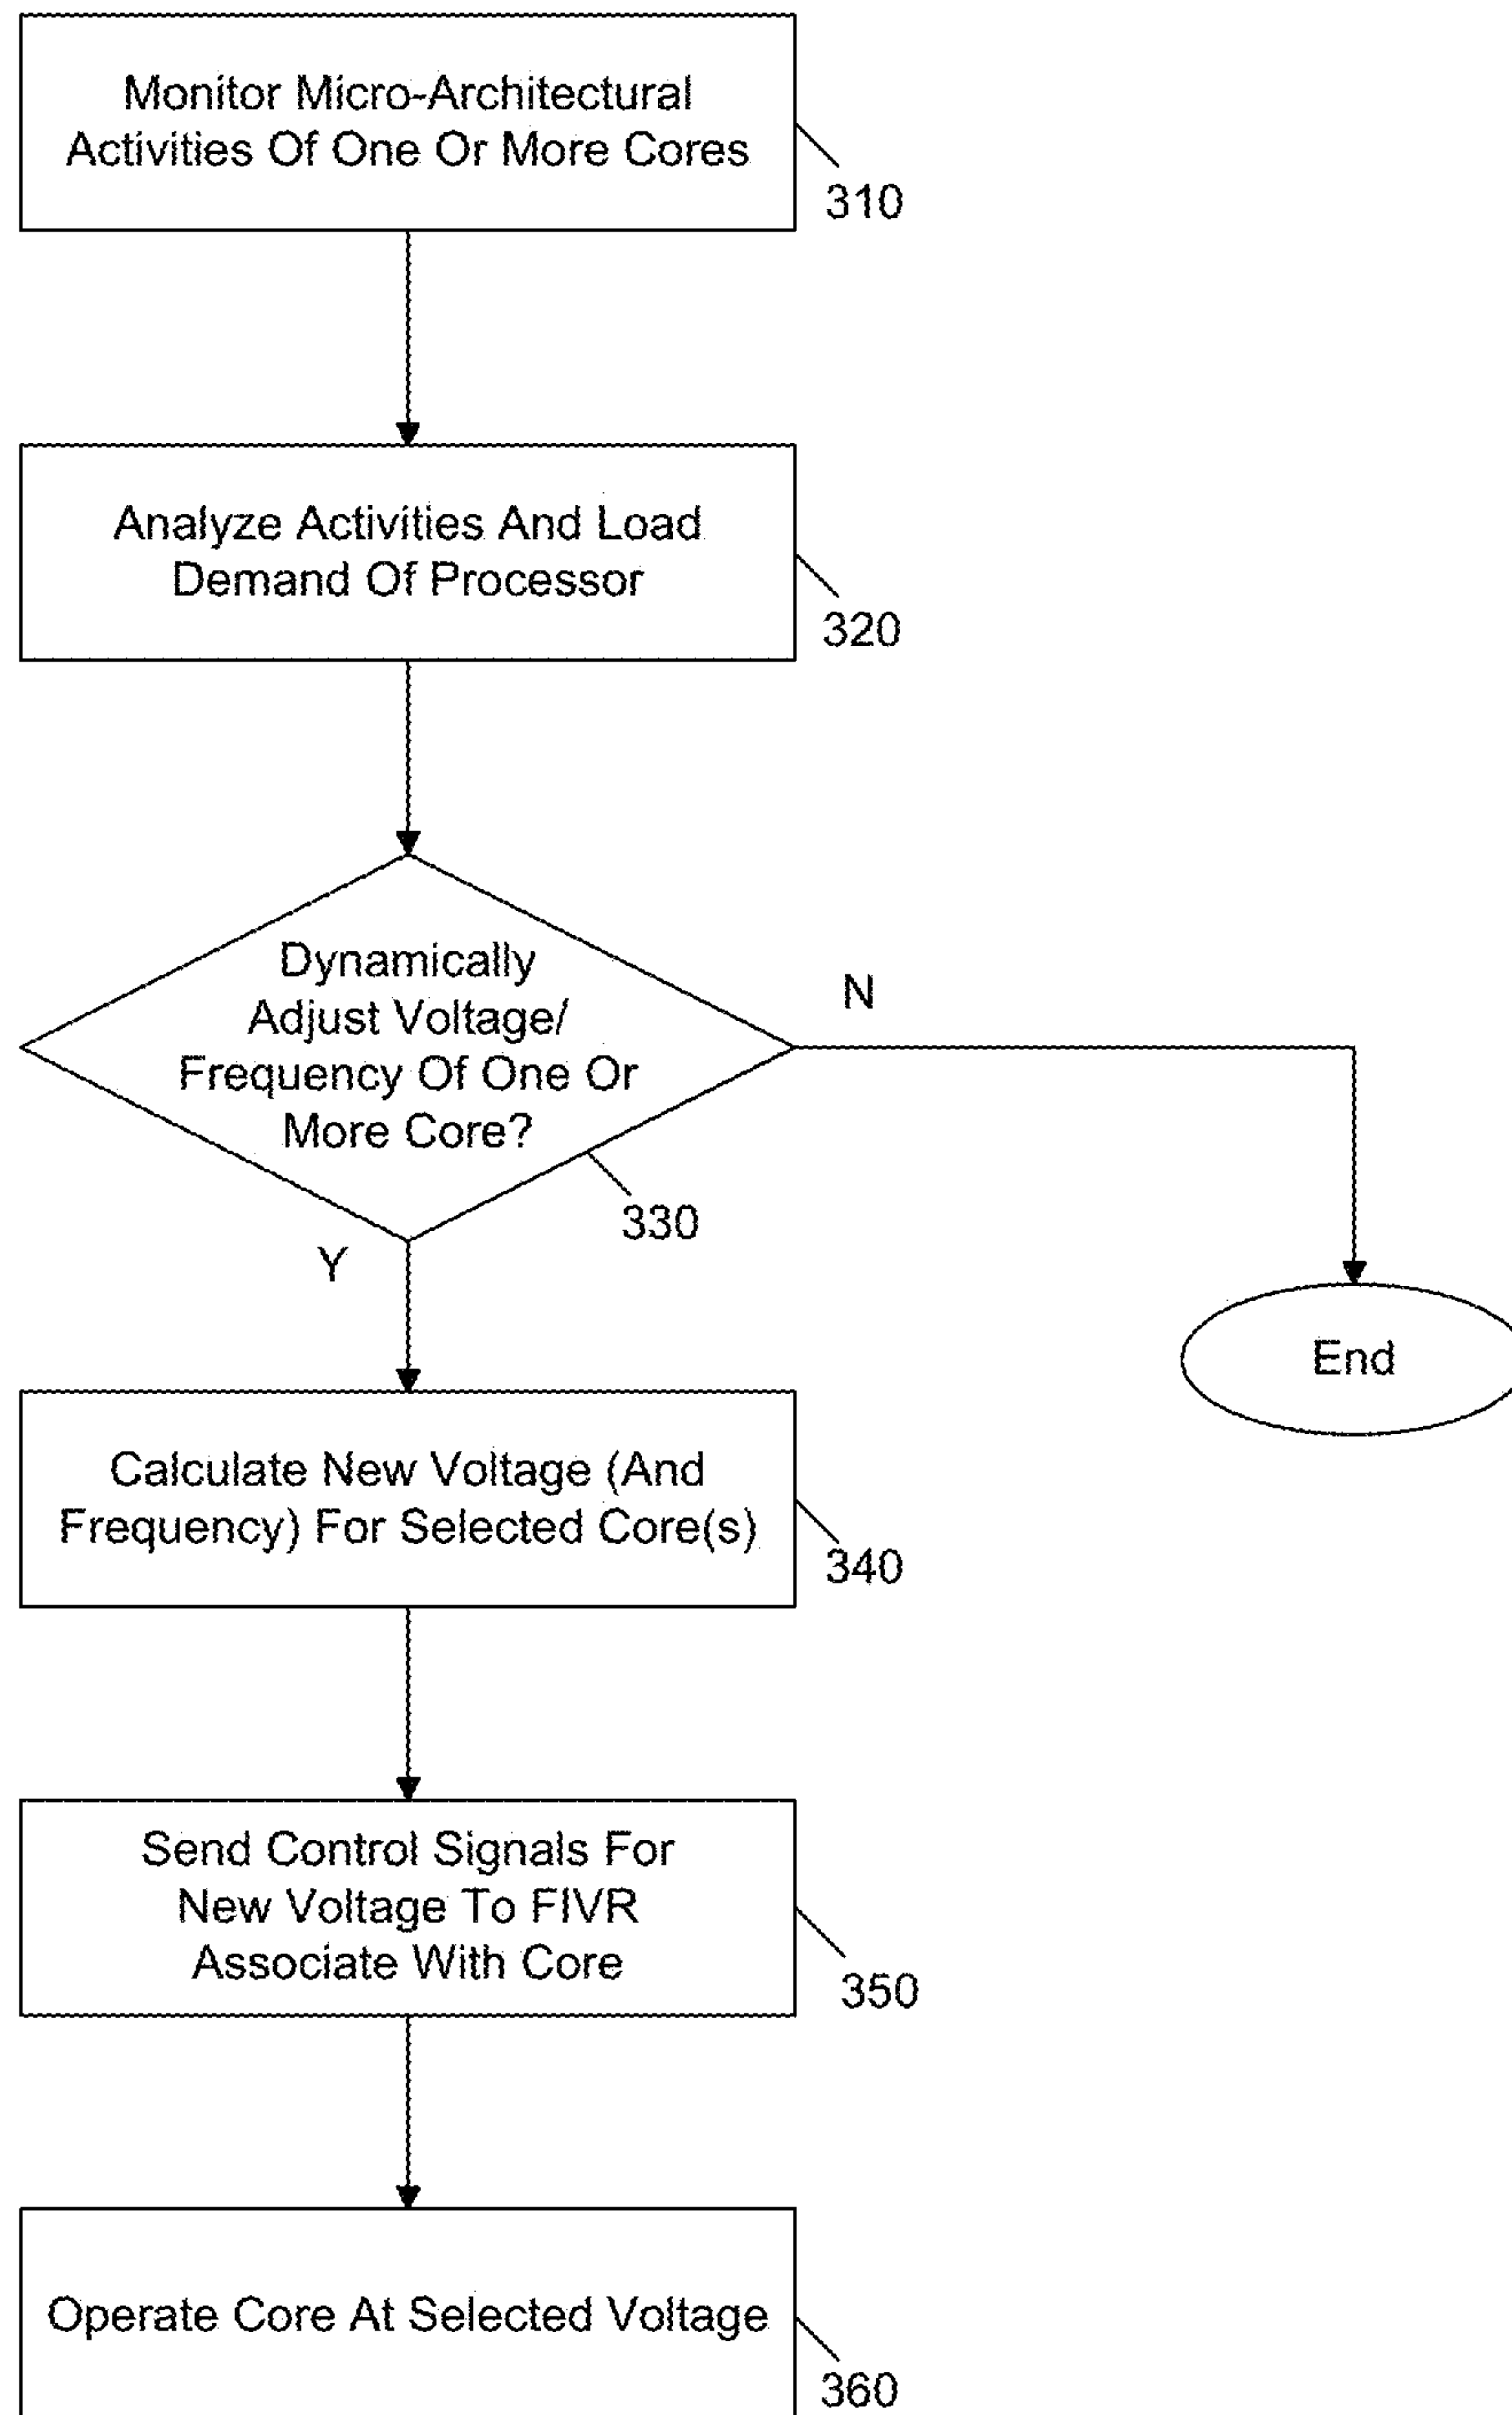 Monitor Micro-Architectural
Activities Of One Or More Cores
310
Analyze Activities And Load
Demand Of Processor
320
Dynamically
Adjust Voltage/
Frequency Of One Or
More Core?
330
N
Y
End
Calculate New Voltage (And
Frequency) For Selected Core(s)
340
Send Control Signals For
New Voltage To FIVR
Associate With Core
350
Operate Core At Selected Voltage
360